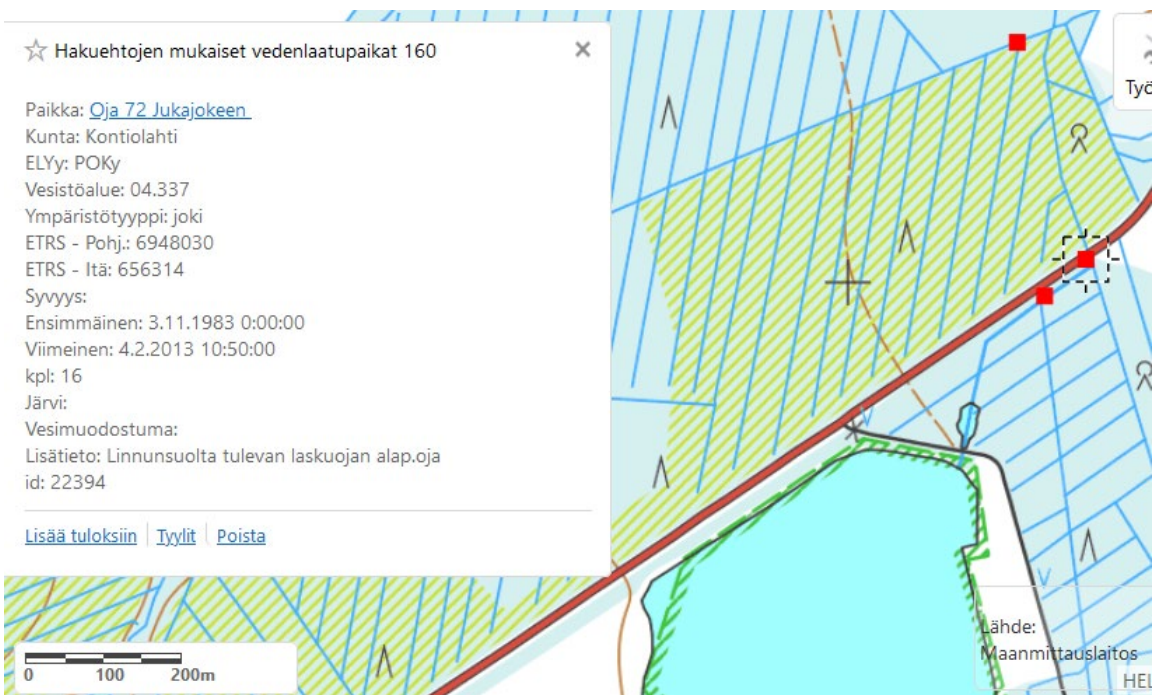 Hakuehtojen mukaiset vedenlaatupaikat 160
Paikka: Oja 72 Jukajokeen
Kunta: Kontiolahti
ELYy: POKy
Vesistöalue: 04.337
Ympäristötyyppi: joki
ETRS - Pohj.: 6948030
ETRS - Itä: 656314
Syvyys:
Ensimmäinen: 3.11.1983 0:00:00
Viimeinen: 4.2.2013 10:50:00
kpl: 16
Järvi:
Vesimuodostuma:
Lisätieto: Linnunsuolta tulevan laskuojan alap.oja
id: 22394
Lisää tuloksiin Tyylit Poista
0 100 200m
Työ
Lähde:
Maanmittauslaitos
HEL